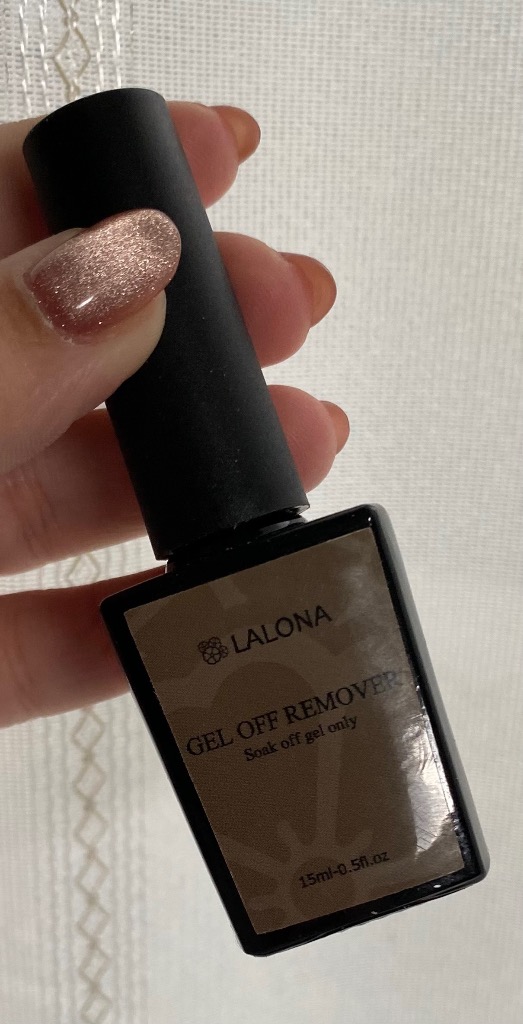 LALONA
GEL OFF REMOVER
Soak off gel only
15ml-0.5fl.oz